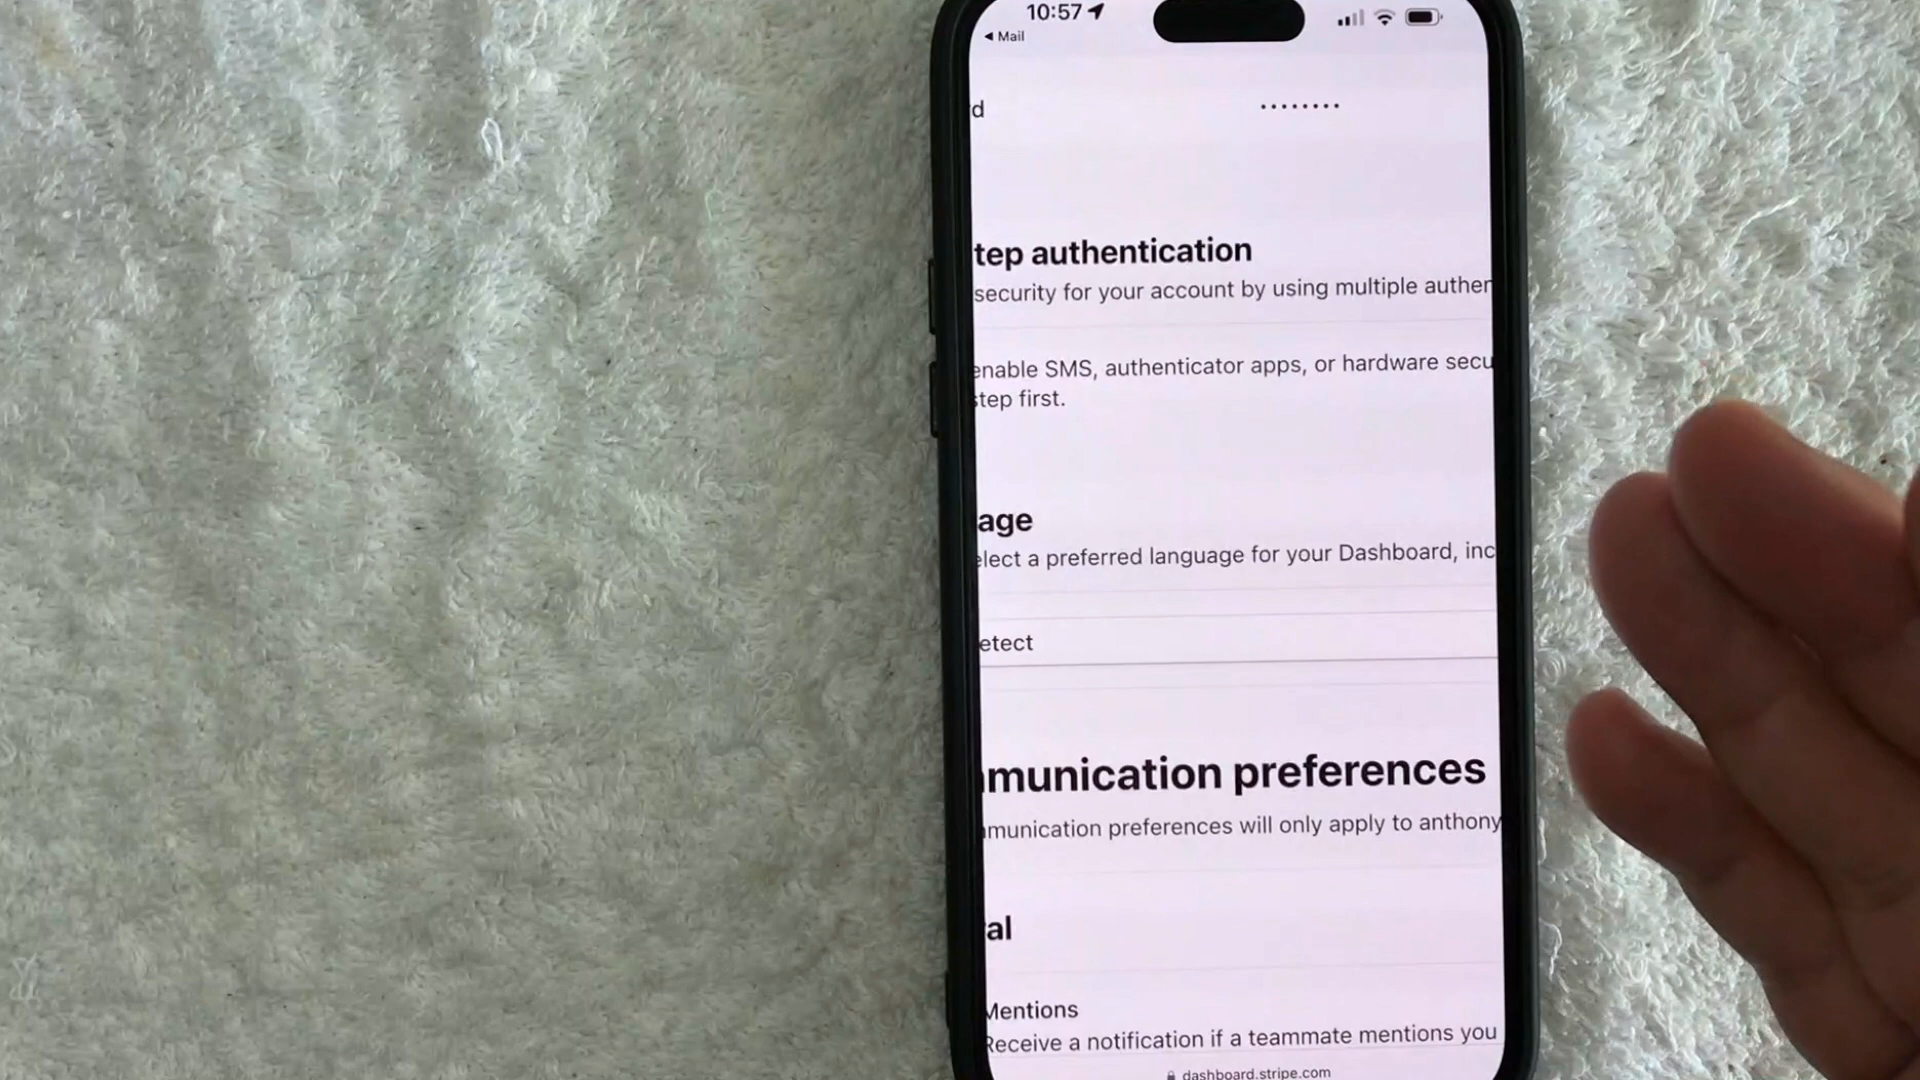 10:57
Mail
d ········
tep authentication
security for your account by using multiple authen
enable SMS, authenticator apps, or hardware secu
step first.
age
elect a preferred language for your Dashboard, inc
etect
munication preferences
munication preferences will only apply to anthony
al
Mentions
Receive a notification if a teammate mentions you
dashboard.stripe.com